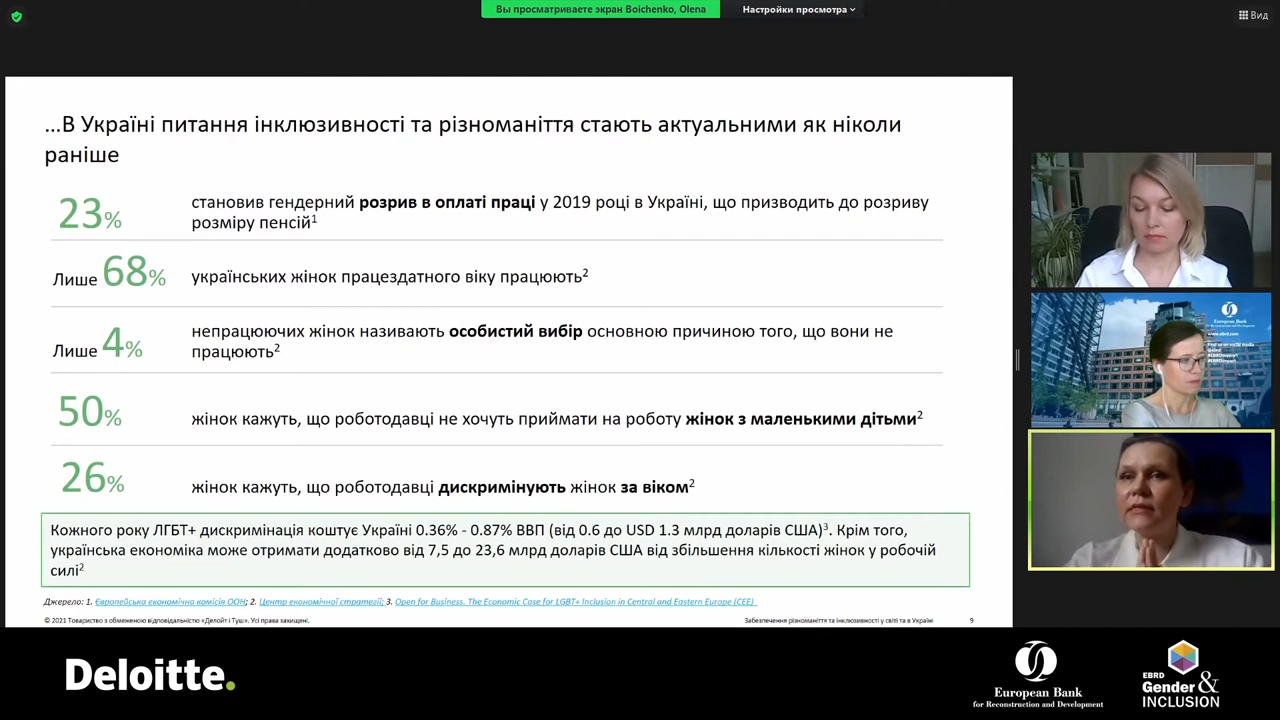 Вы просматриваете экран Boichenko, Olena
Настройки просмотра
Вид
...В Україні питання інклюзивності та різноманіття стають актуальними як ніколи
раніше
23%
становив гендерний розрив в оплаті праці у 2019 році в Україні, що призводить до розриву
розміру пенсій1
Лише 68%
українських жінок працездатного віку працюють2
Лише 4%
непрацюючих жінок називають особистий вибір основною причиною того, що вони не
працюють2
50%
жінок кажуть, що роботодавці не хочуть приймати на роботу жінок з маленькими дітьми2
26%
жінок кажуть, що роботодавці дискримінують жінок за віком2
Кожного року ЛГБТ+ дискримінація коштує Україні 0.36% - 0.87% ВВП (від 0.6 до USD 1.3 млрд доларів США)3. Крім того,
українська економіка може отримати додатково від 7,5 до 23,6 млрд доларів США від збільшення кількості жінок у робочій
силі2
Джерело: 1. Європейська економічна комісія ООН; 2. Центр економічної стратегії; 3. Open for Business. The Economic Case for LGBT+ Inclusion in Central and Eastern Europe (CEE)
© 2021 Товариство з обмеженою відповідальністю «Делойт і Туш». Усі права захищені.
Забезпечення різноманіття та інклюзивності у світі та в Україні
9
European Bank
for Reconstruction and Development
www.ebrd.com
Deloitte.
European Bank
for Reconstruction and Development
EBRD
Gender &
INCLUSION